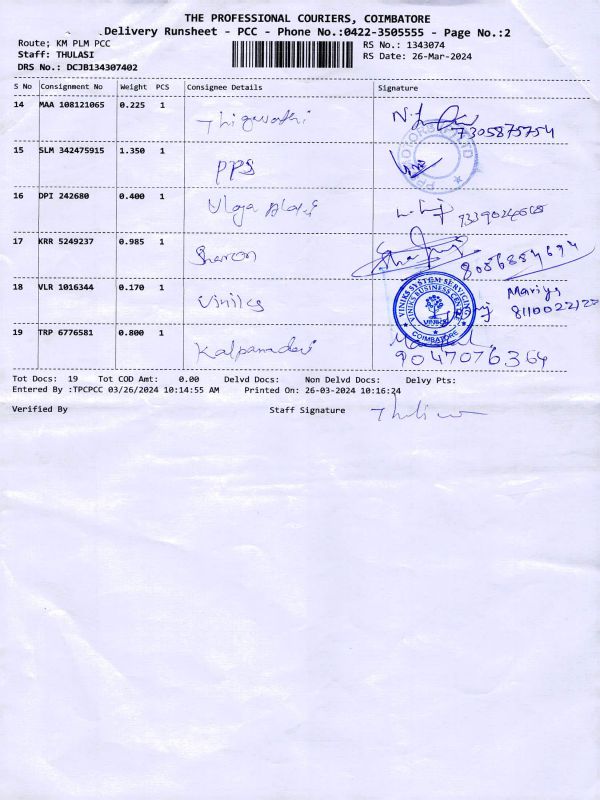 THE PROFESSIONAL COURIERS, COIMBATORE
Delivery Runsheet - PCC - Phone No.:0422-3505555 - Page No.:2
Route; KM PLM PCC
RS No.: 1343074
Staff: THULASI
RS Date: 26-Mar-2024
DRS No.: DCJB134307402
S No Consignment No Weight PCS Consignee Details Signature
14 MAA 108121065 0.225 1
7305875754
15 SLM 342475915 1.350 1 PPS
16 DPI 242680 0.400 1
17 KRR 5249237 0.985 1 Sharon
8056854694
18 VLR 1016344 0.170 1 Viniks
VINIKS SYSTEM SERVICING
VINIKS BUSINESS CENTRE
VINIKS
COIMBATORE
19 TRP 6776581 0.800 1 Kalpanadevi
9047076364
Tot Docs: 19 Tot COD Amt: 0.00 Delvd Docs: Non Delvd Docs: Delvy Pts:
Entered By :TPCPCC 03/26/2024 10:14:55 AM Printed On: 26-03-2024 10:16:24
Verified By Staff Signature